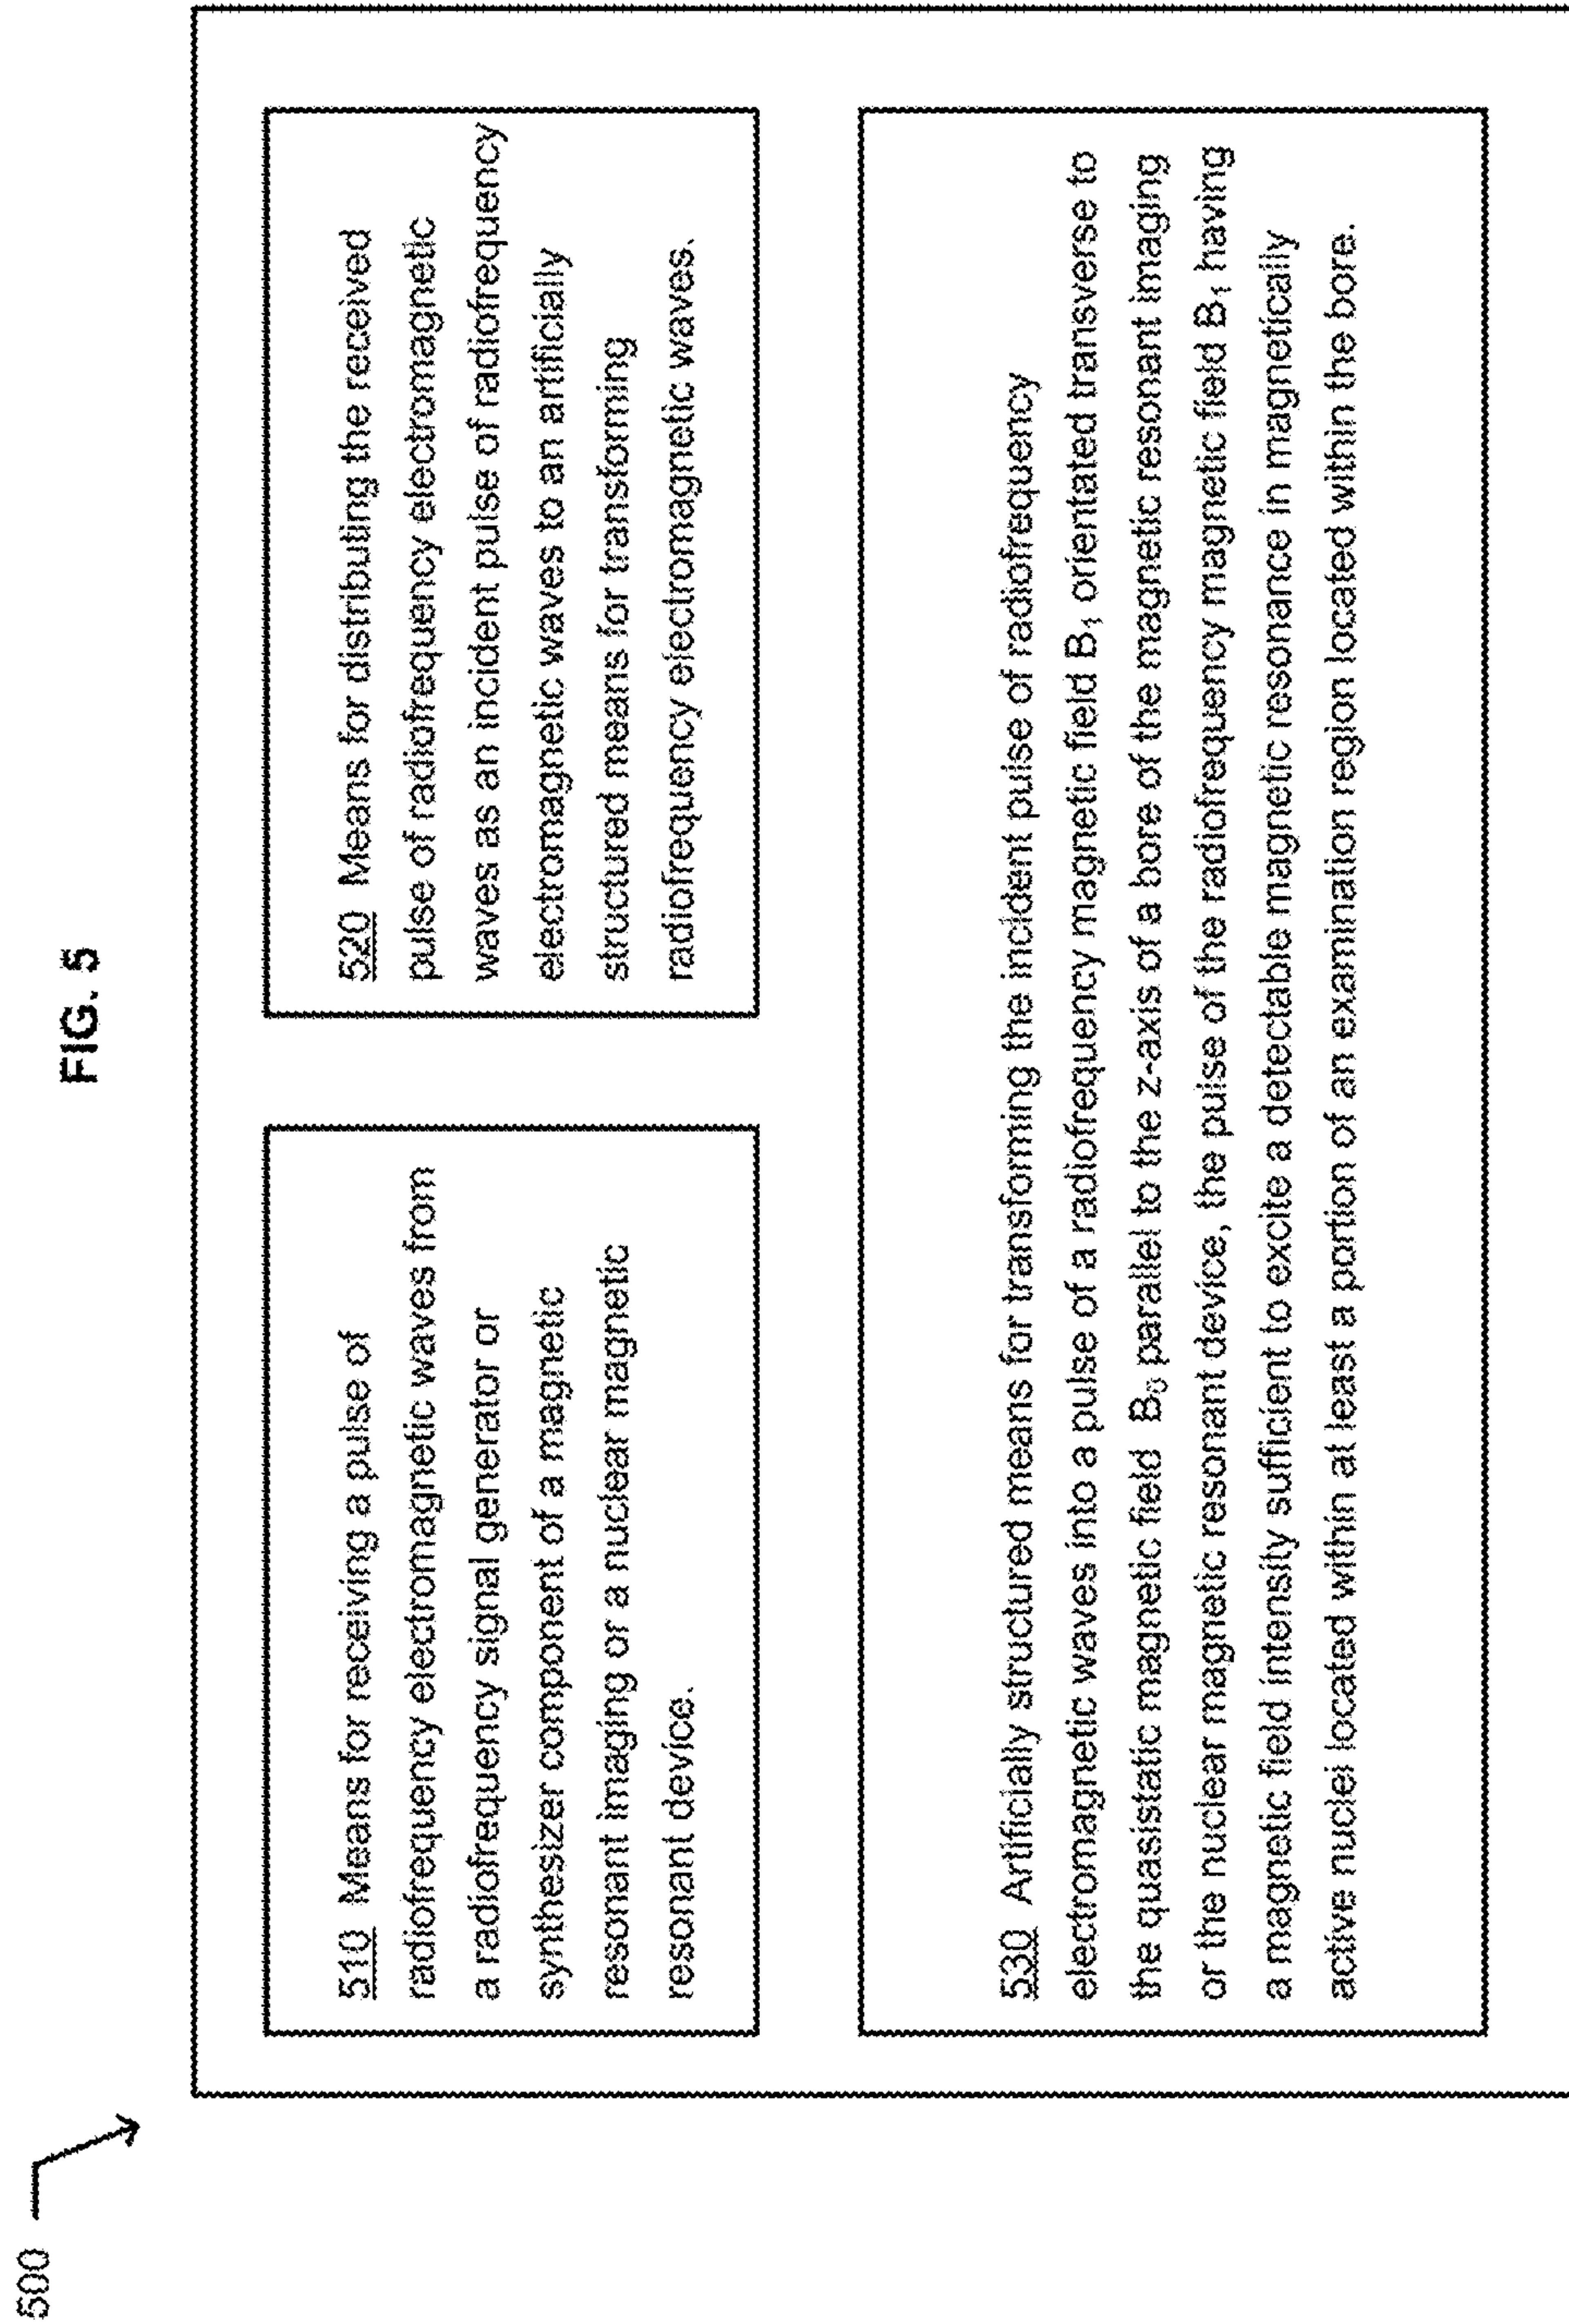 500
FIG. 5
510 Means for receiving a pulse of
radiofrequency electromagnetic waves from
a radiofrequency signal generator or
synthesizer component of a magnetic
resonant imaging or a nuclear magnetic
resonant device.
520 Means for distributing the received
pulse of radiofrequency electromagnetic
waves as an incident pulse of radiofrequency
electromagnetic waves to an artificially
structured means for transforming
radiofrequency electromagnetic waves.
530 Artificially structured means for transforming the incident pulse of radiofrequency
electromagnetic waves into a pulse of a radiofrequency magnetic field B₁ orientated transverse to
the quasistatic magnetic field B₀ parallel to the z-axis of a bore of the magnetic resonant imaging
or the nuclear magnetic resonant device, the pulse of the radiofrequency magnetic field B₁ having
a magnetic field intensity sufficient to excite a detectable magnetic resonance in magnetically
active nuclei located within at least a portion of an examination region located within the bore.